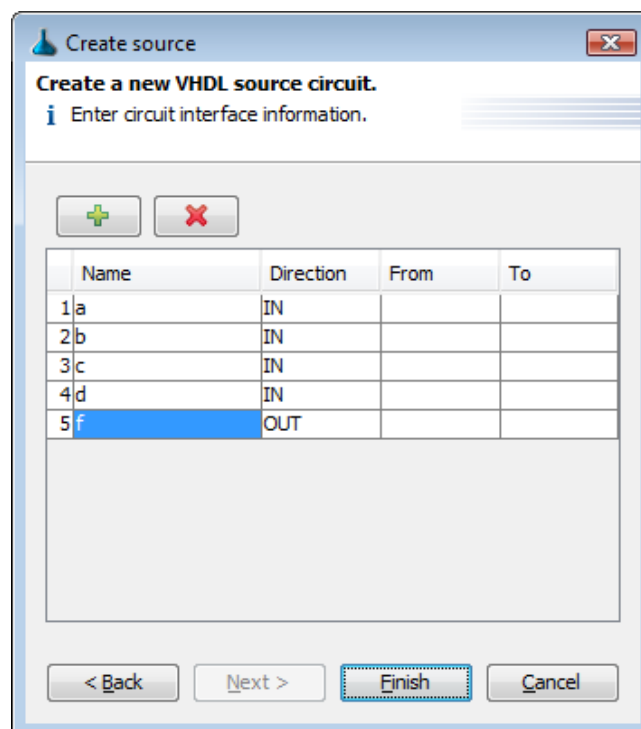 Create source
Create a new VHDL source circuit.
i Enter circuit interface information.
Name Direction From To
1 a IN
2 b IN
3 c IN
4 d IN
5 f OUT
< Back Next > Finish Cancel